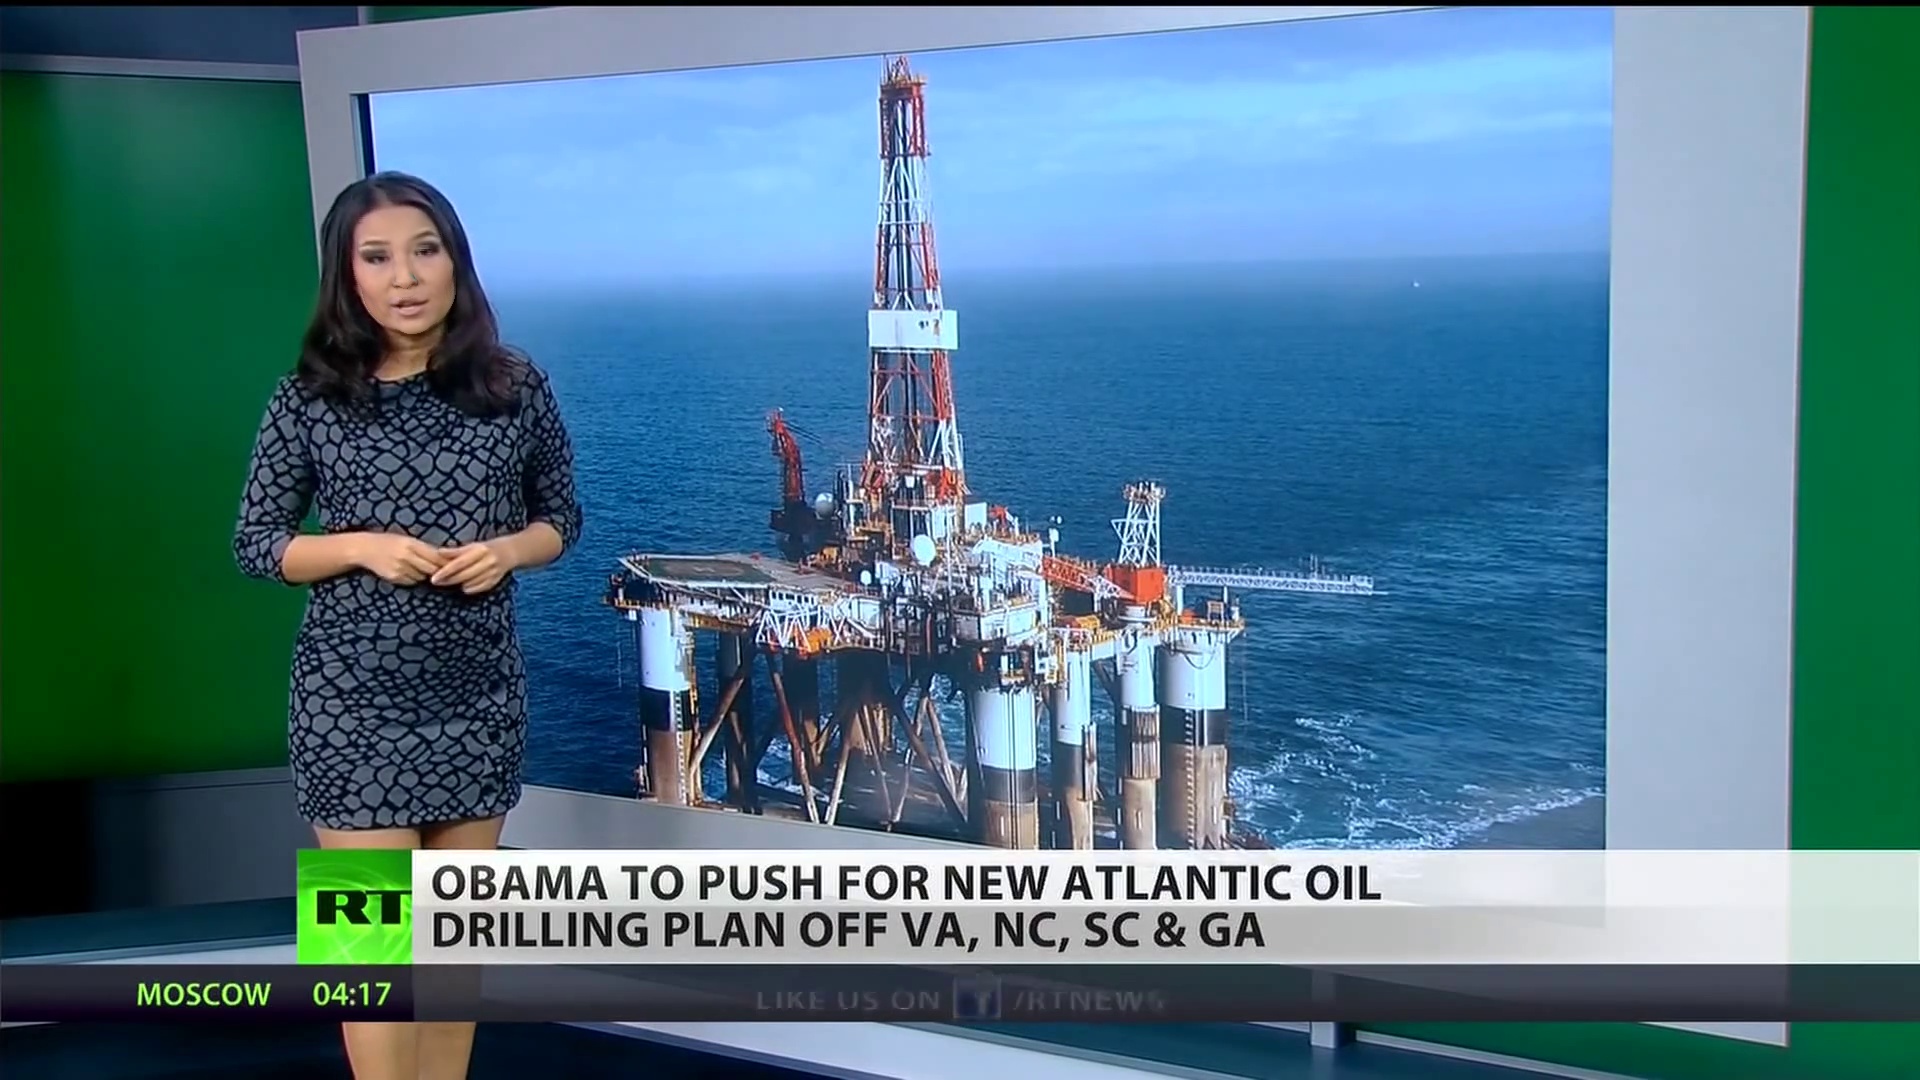 RT
OBAMA TO PUSH FOR NEW ATLANTIC OIL
DRILLING PLAN OFF VA, NC, SC & GA
MOSCOW 04:17
LIKE US ON f /RTNEWS